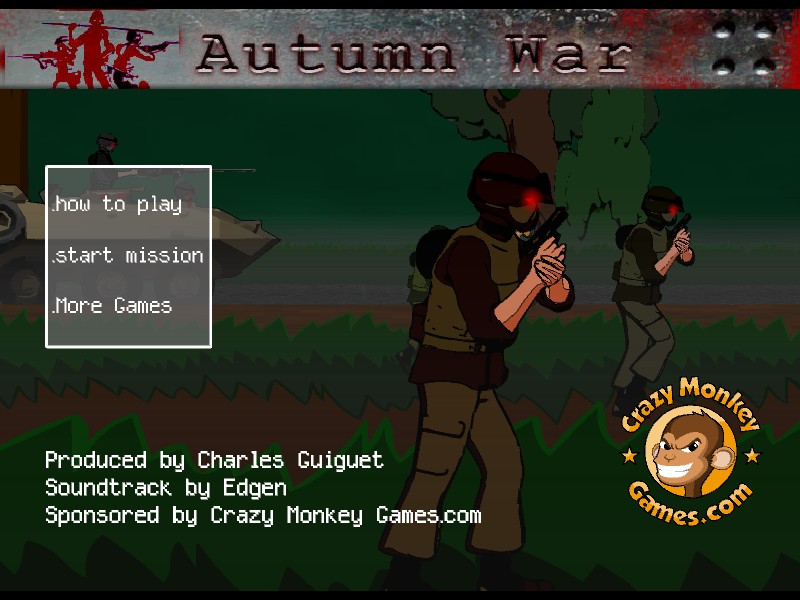 Autumn War
.how to play
.start mission
.More Games
Crazy Monkey
Games.com
Produced by Charles Guiguet
Soundtrack by Edgen
Sponsored by Crazy Monkey Games.com